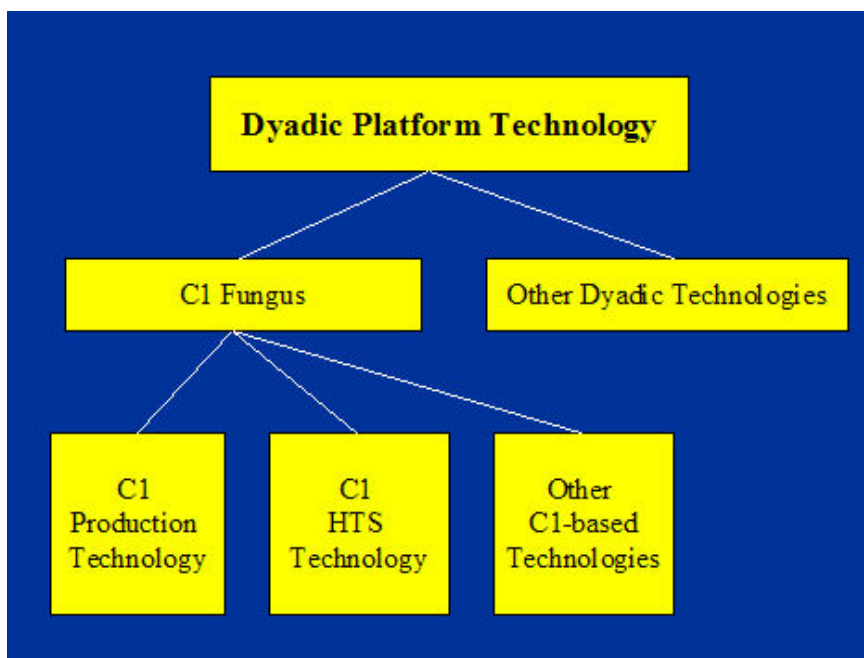 Dyadic Platform Technology
C1 Fungus
Other Dyadic Technologies
C1
Production
Technology
C1
HTS
Technology
Other
C1-based
Technologies